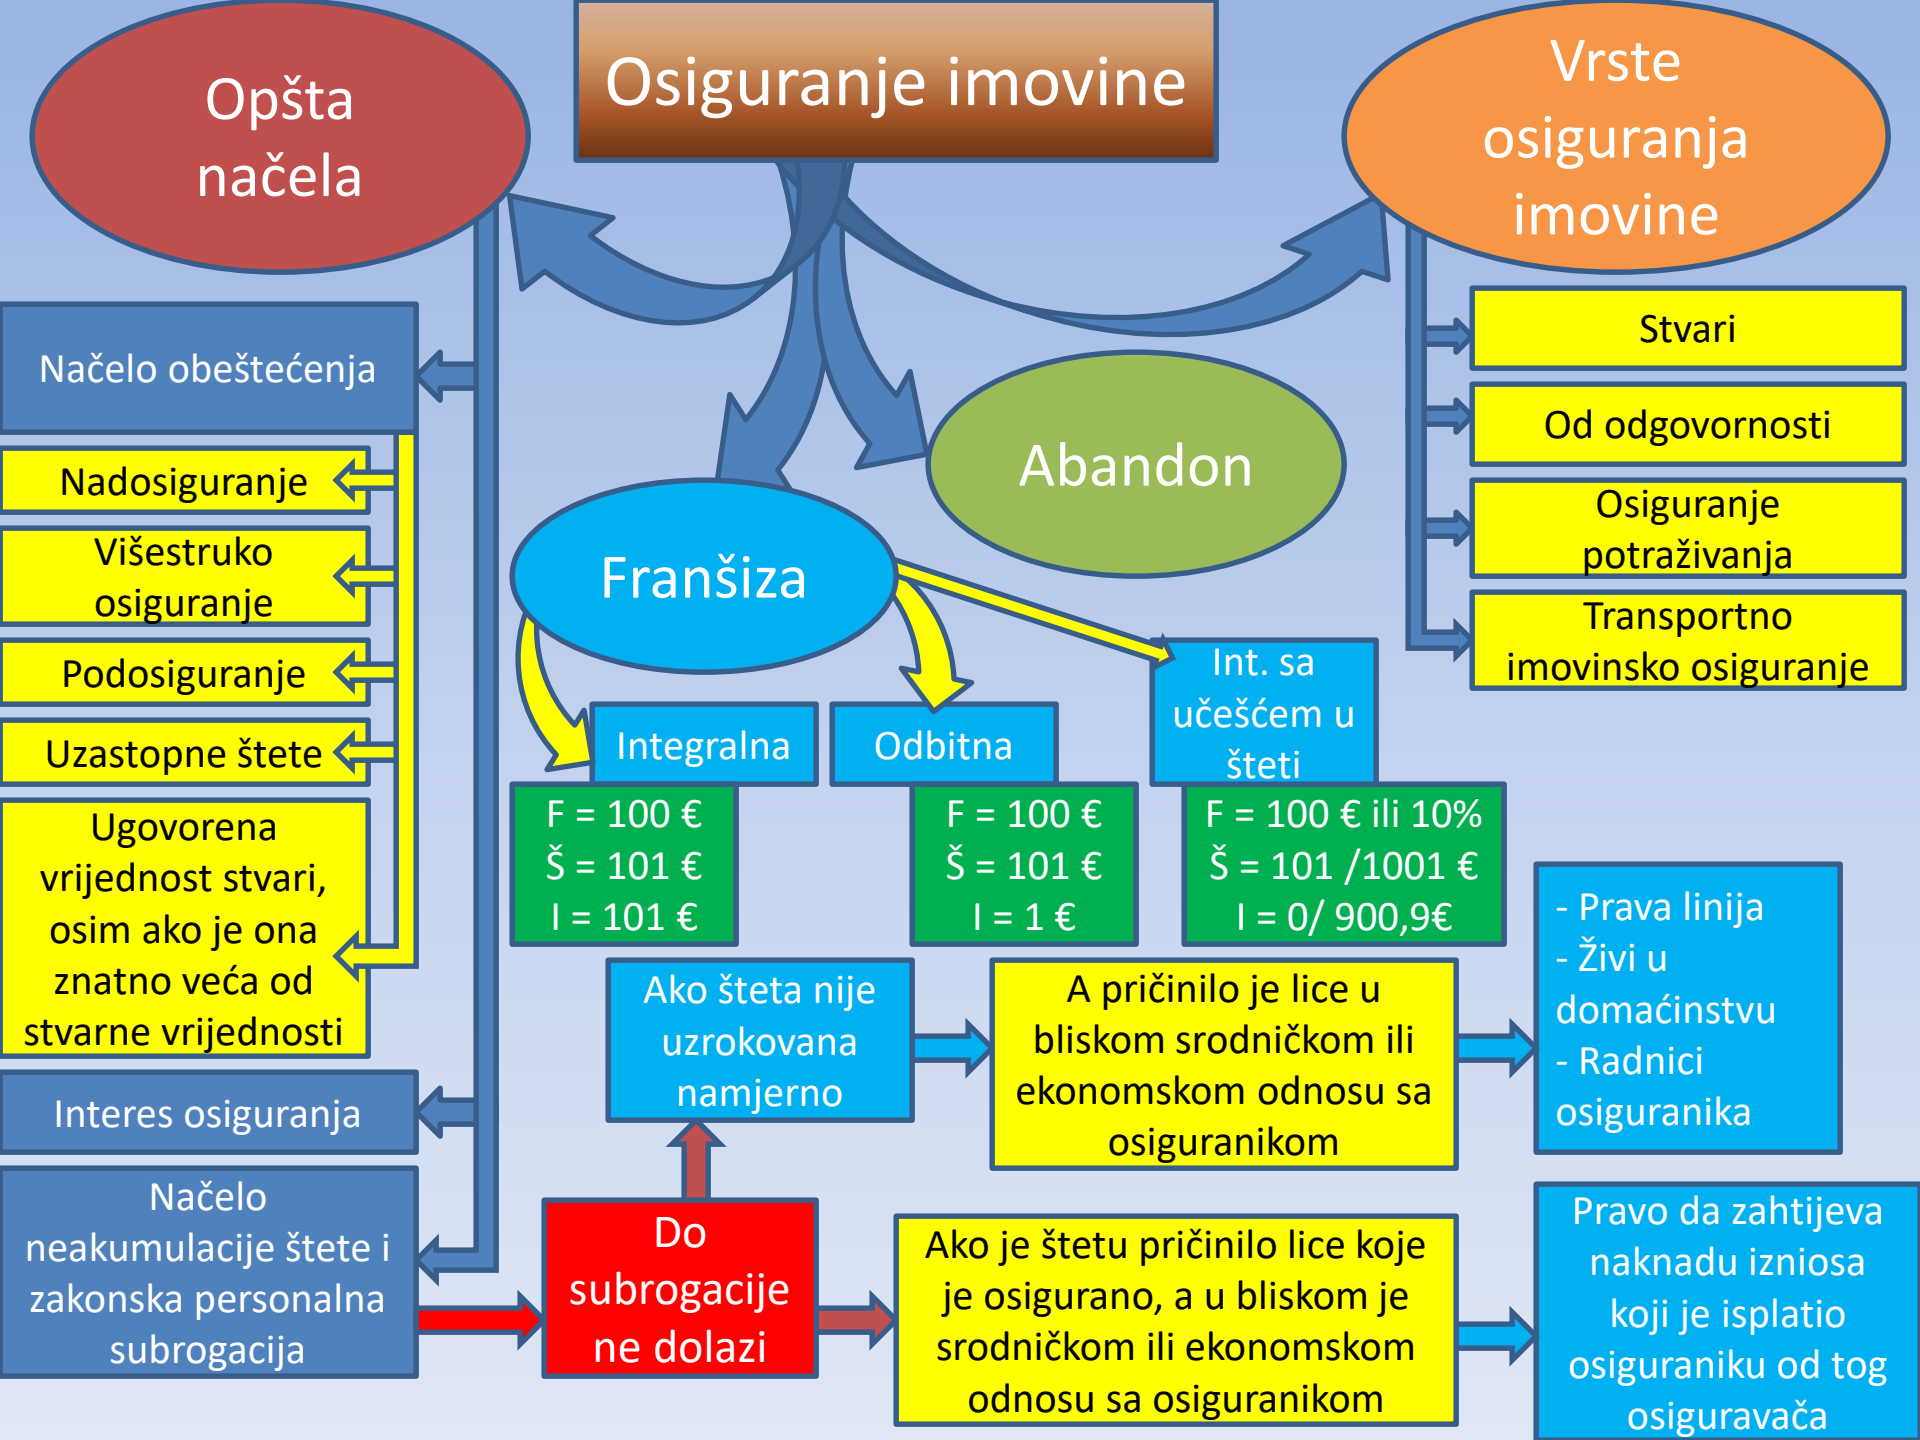 Osiguranje imovine
Opšta
načela
Vrste
osiguranja
imovine
Načelo obeštećenja
Nadosiguranje
Višestruko
osiguranje
Podosiguranje
Uzastopne štete
Ugovorena
vrijednost stvari,
osim ako je ona
znatno veća od
stvarne vrijednosti
Interes osiguranja
Načelo
neakumulacije štete i
zakonska personalna
subrogacija
Franšiza
Abandon
Stvari
Od odgovornosti
Osiguranje
potraživanja
Transportno
imovinsko osiguranje
Integralna
F = 100 €
Š = 101 €
I = 101 €
Odbitna
F = 100 €
Š = 101 €
I = 1 €
Int. sa
učešćem u
šteti
F = 100 € ili 10%
Š = 101 /1001 €
I = 0/ 900,9€
Do
subrogacije
ne dolazi
Ako šteta nije
uzrokovana
namjerno
A pričinilo je lice u
bliskom srodničkom ili
ekonomskom odnosu sa
osiguranikom
- Prava linija
- Živi u
domaćinstvu
- Radnici
osiguranika
Ako je štetu pričinilo lice koje
je osigurano, a u bliskom je
srodničkom ili ekonomskom
odnosu sa osiguranikom
Pravo da zahtijeva
naknadu izniosa
koji je isplatio
osiguraniku od tog
osiguravača